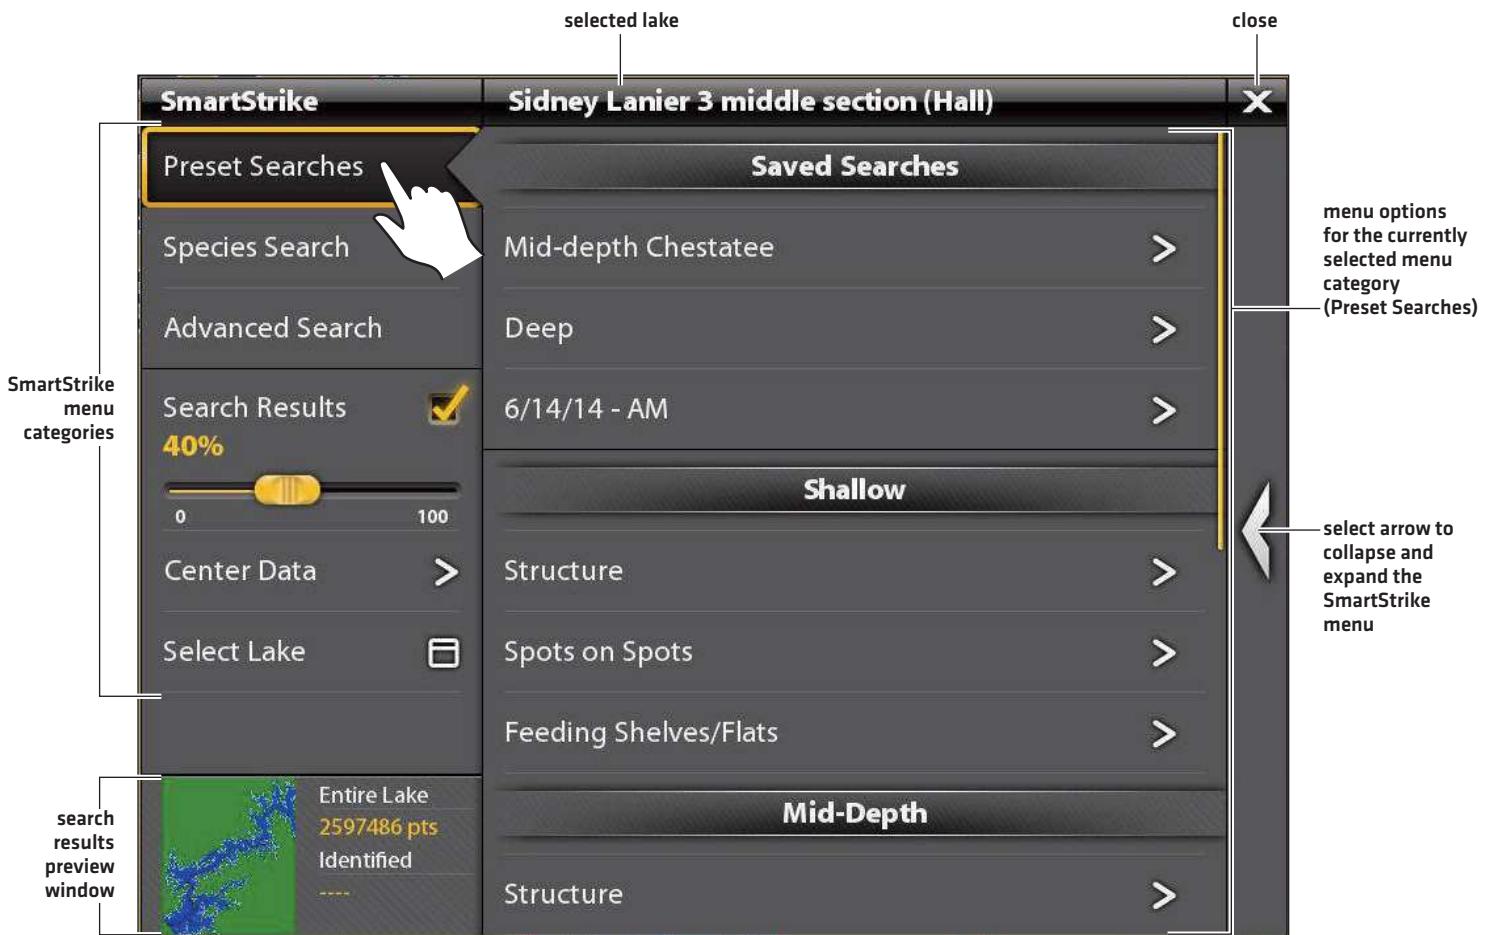 selected lake
close
SmartStrike
Sidney Lanier 3 middle section (Hall)
X
Preset Searches
Species Search
Advanced Search
Search Results
40%
0
100
Center Data
Select Lake
Entire Lake
2597486 pts
Identified
----
Saved Searches
Mid-depth Chestatee
Deep
6/14/14 - AM
Shallow
Structure
Spots on Spots
Feeding Shelves/Flats
Mid-Depth
Structure
SmartStrike
menu
categories
search
results
preview
window
menu options
for the currently
selected menu
category
(Preset Searches)
select arrow to
collapse and
expand the
SmartStrike
menu